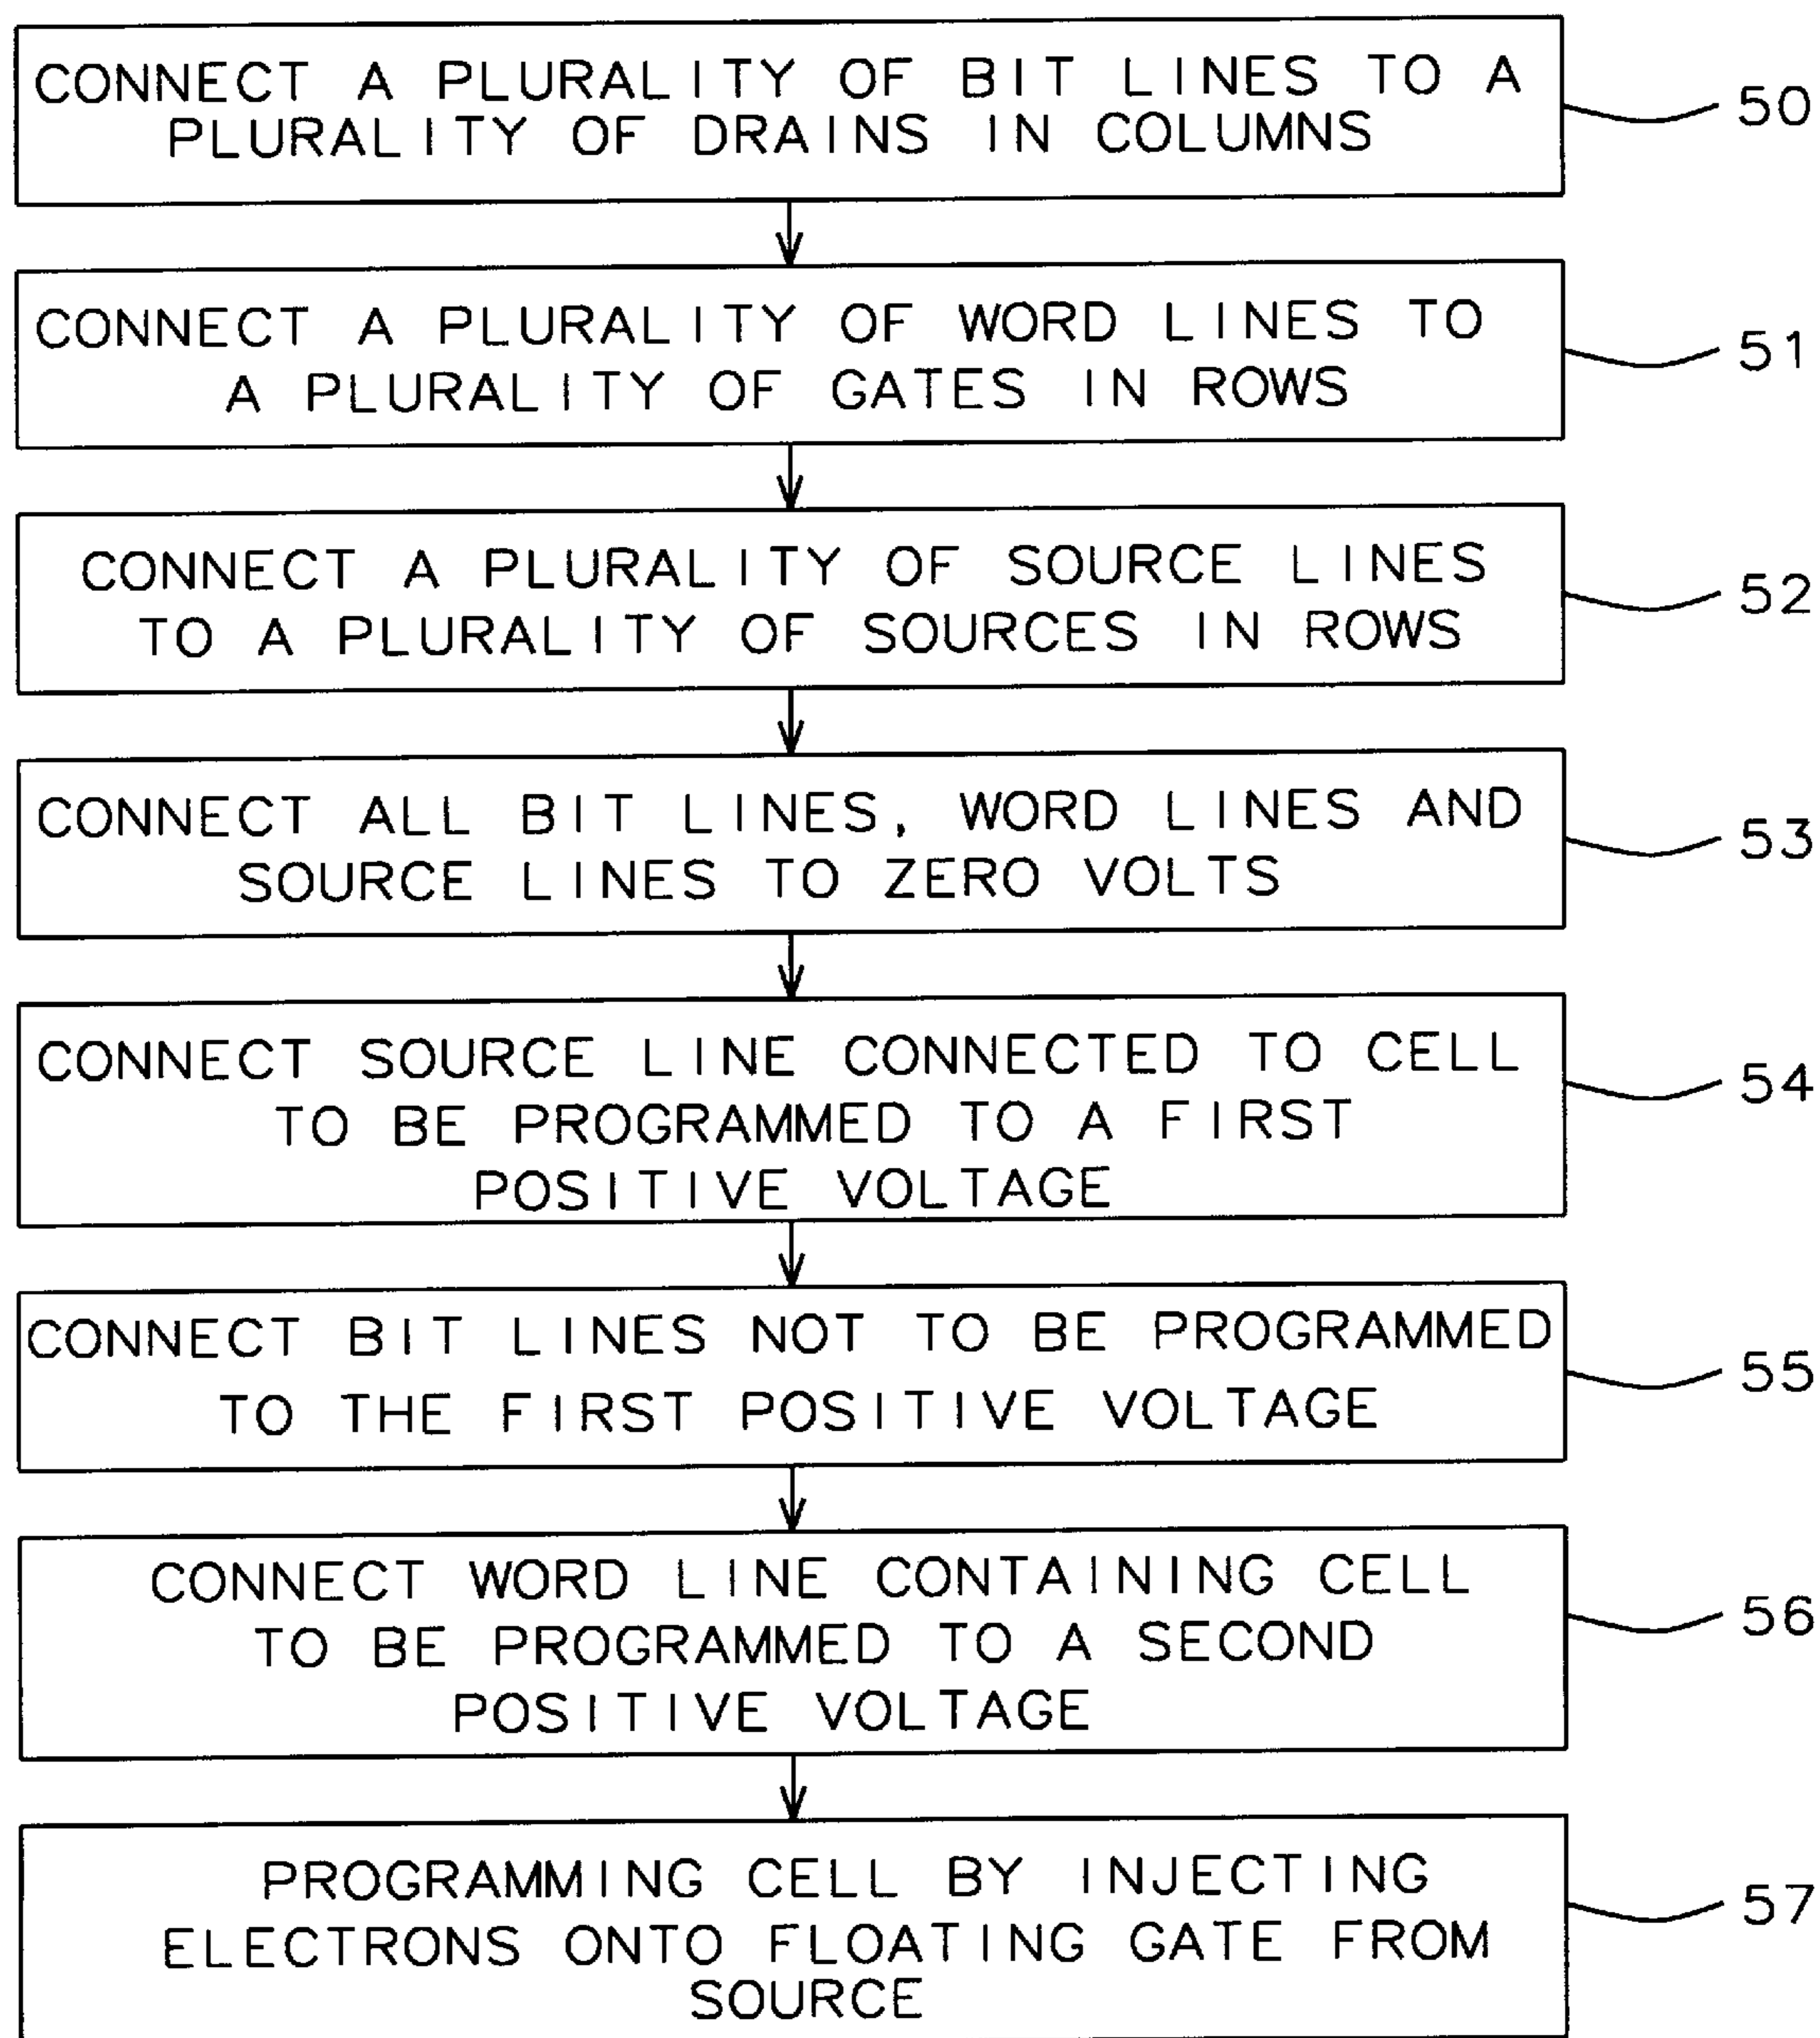 CONNECT A PLURALITY OF BIT LINES TO A
PLURALITY OF DRAINS IN COLUMNS
50
CONNECT A PLURALITY OF WORD LINES TO
A PLURALITY OF GATES IN ROWS
51
CONNECT A PLURALITY OF SOURCE LINES
TO A PLURALITY OF SOURCES IN ROWS
52
CONNECT ALL BIT LINES, WORD LINES AND
SOURCE LINES TO ZERO VOLTS
53
CONNECT SOURCE LINE CONNECTED TO CELL
TO BE PROGRAMMED TO A FIRST
POSITIVE VOLTAGE
54
CONNECT BIT LINES NOT TO BE PROGRAMMED
TO THE FIRST POSITIVE VOLTAGE
55
CONNECT WORD LINE CONTAINING CELL
TO BE PROGRAMMED TO A SECOND
POSITIVE VOLTAGE
56
PROGRAMMING CELL BY INJECTING
ELECTRONS ONTO FLOATING GATE FROM
SOURCE
57